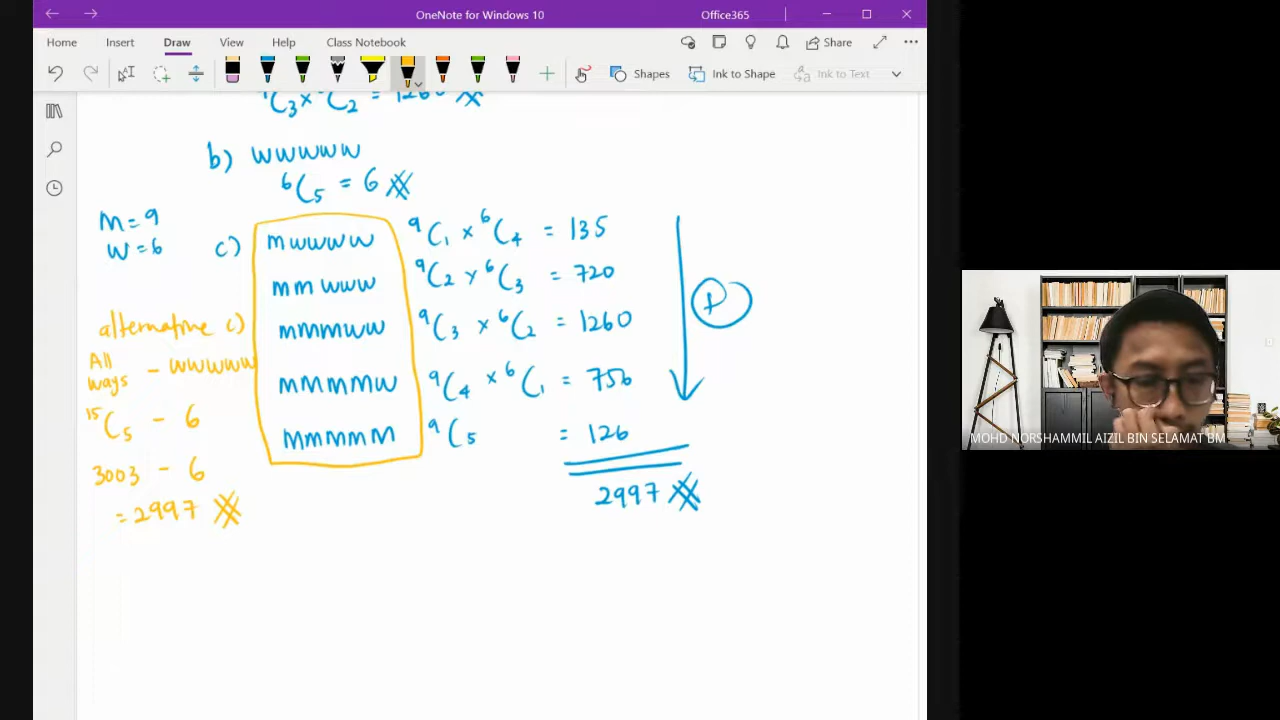 OneNote for Windows 10
Office365
Home Insert Draw View Help Class Notebook
Share
Shapes Ink to Shape Ink to Text
⁹C₃ × ⁶C₂ = 1260
b) WWWWW
⁶C₅ = 6
M = 9
W = 6
c) MWWWW ⁹C₁ × ⁶C₄ = 135
MMWWW ⁹C₂ × ⁶C₃ = 720
MMMWW ⁹C₃ × ⁶C₂ = 1260
MMMMW ⁹C₄ × ⁶C₁ = 756
MMMMM ⁹C₅ = 126
2997
+
alternative c)
All ways - WWWWW
¹⁵C₅ - 6
3003 - 6
= 2997
MOHD NORSHAMMIL AIZIL BIN SELAMAT BM